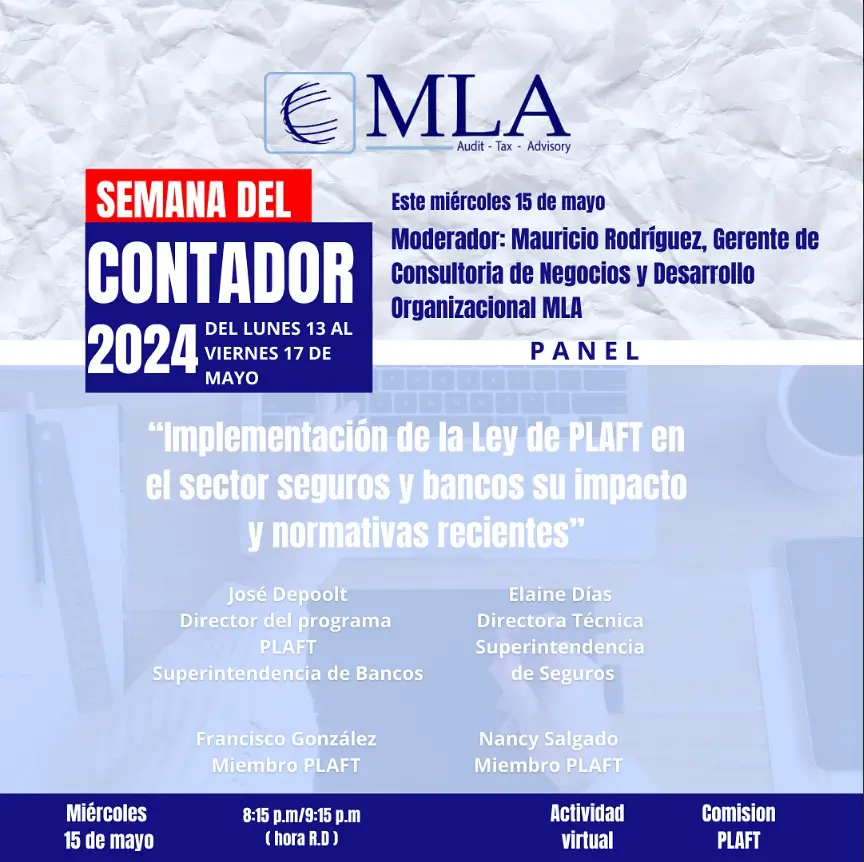 MLA
Audit - Tax - Advisory
SEMANA DEL
CONTADOR
2024
DEL LUNES 13 AL
VIERNES 17 DE
MAYO
Este miércoles 15 de mayo
Moderador: Mauricio Rodríguez, Gerente de
Consultoria de Negocios y Desarrollo
Organizacional MLA
PANEL
“Implementación de la Ley de PLAFT en
el sector seguros y bancos su impacto
y normativas recientes”
José Depoolt
Director del programa
PLAFT
Superintendencia de Bancos
Elaine Días
Directora Técnica
Superintendencia
de Seguros
Francisco González
Miembro PLAFT
Nancy Salgado
Miembro PLAFT
Miércoles
15 de mayo
8:15 p.m/9:15 p.m
( hora R.D )
Actividad
virtual
Comision
PLAFT